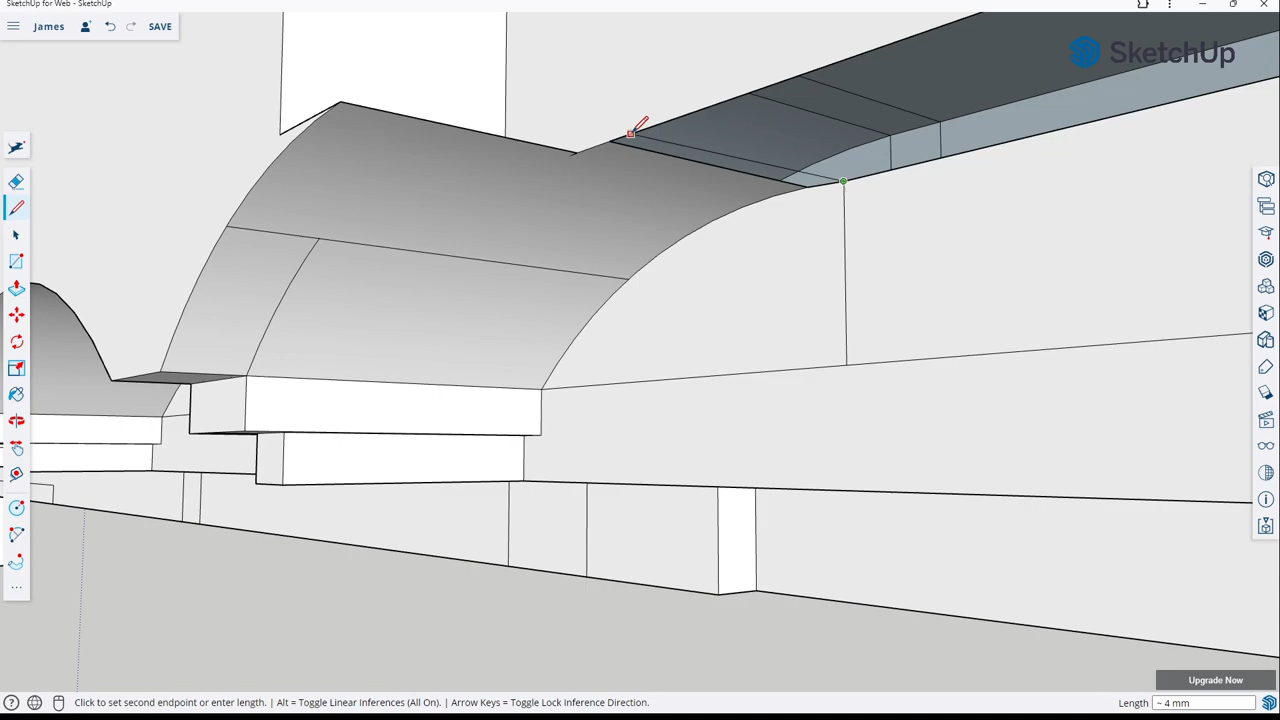 SketchUp for Web - SketchUp
James
SAVE
SketchUp
Upgrade Now
Click to set second endpoint or enter length. | Alt = Toggle Linear Inferences (All On). | Arrow Keys = Toggle Lock Inference Direction.
Length
~ 4 mm